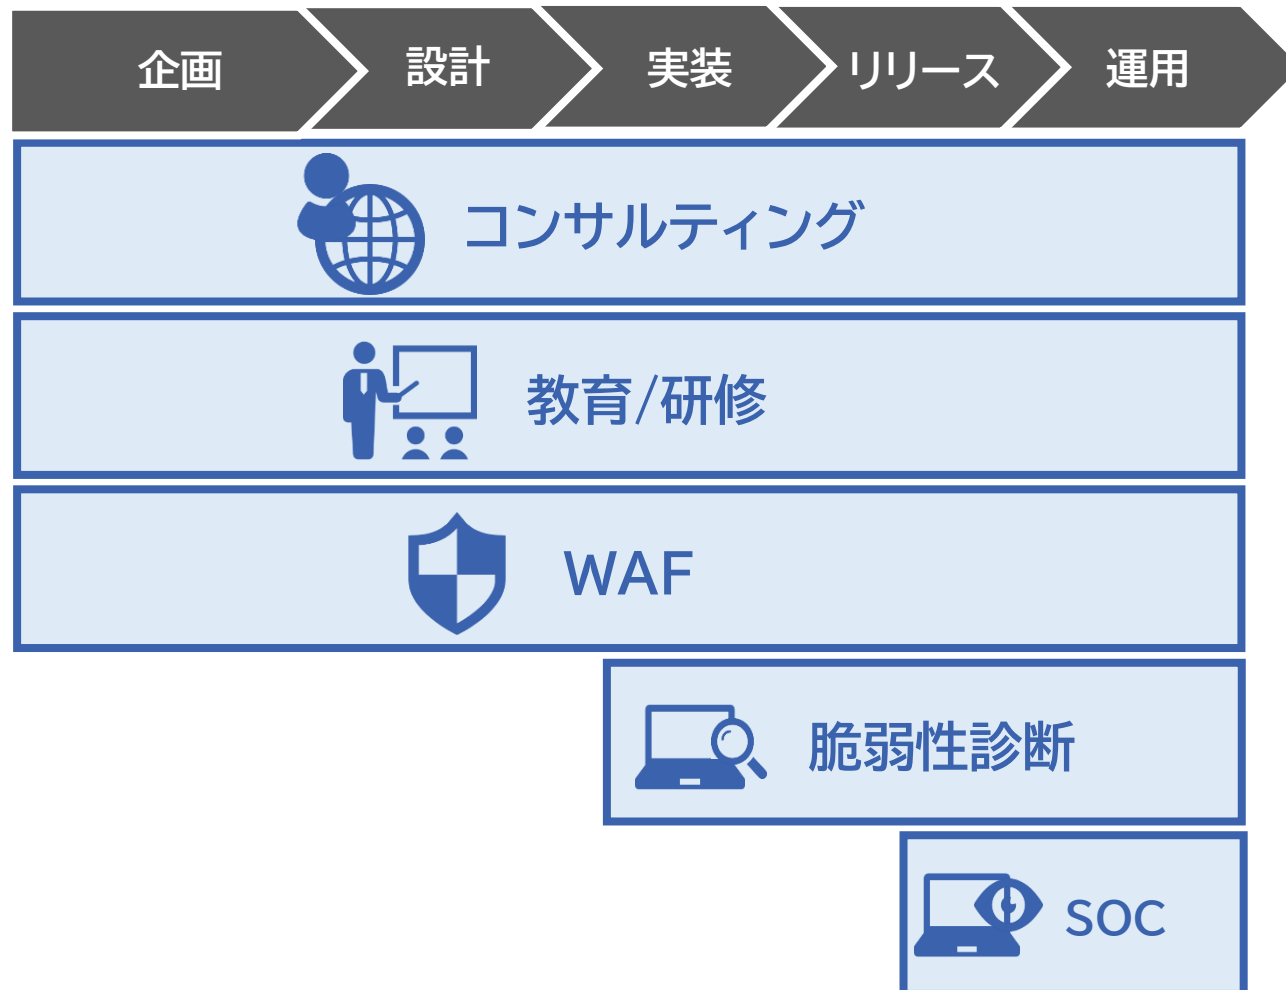 企画
設計
実装
リリース
運用
コンサルティング
教育/研修
WAF
脆弱性診断
SOC